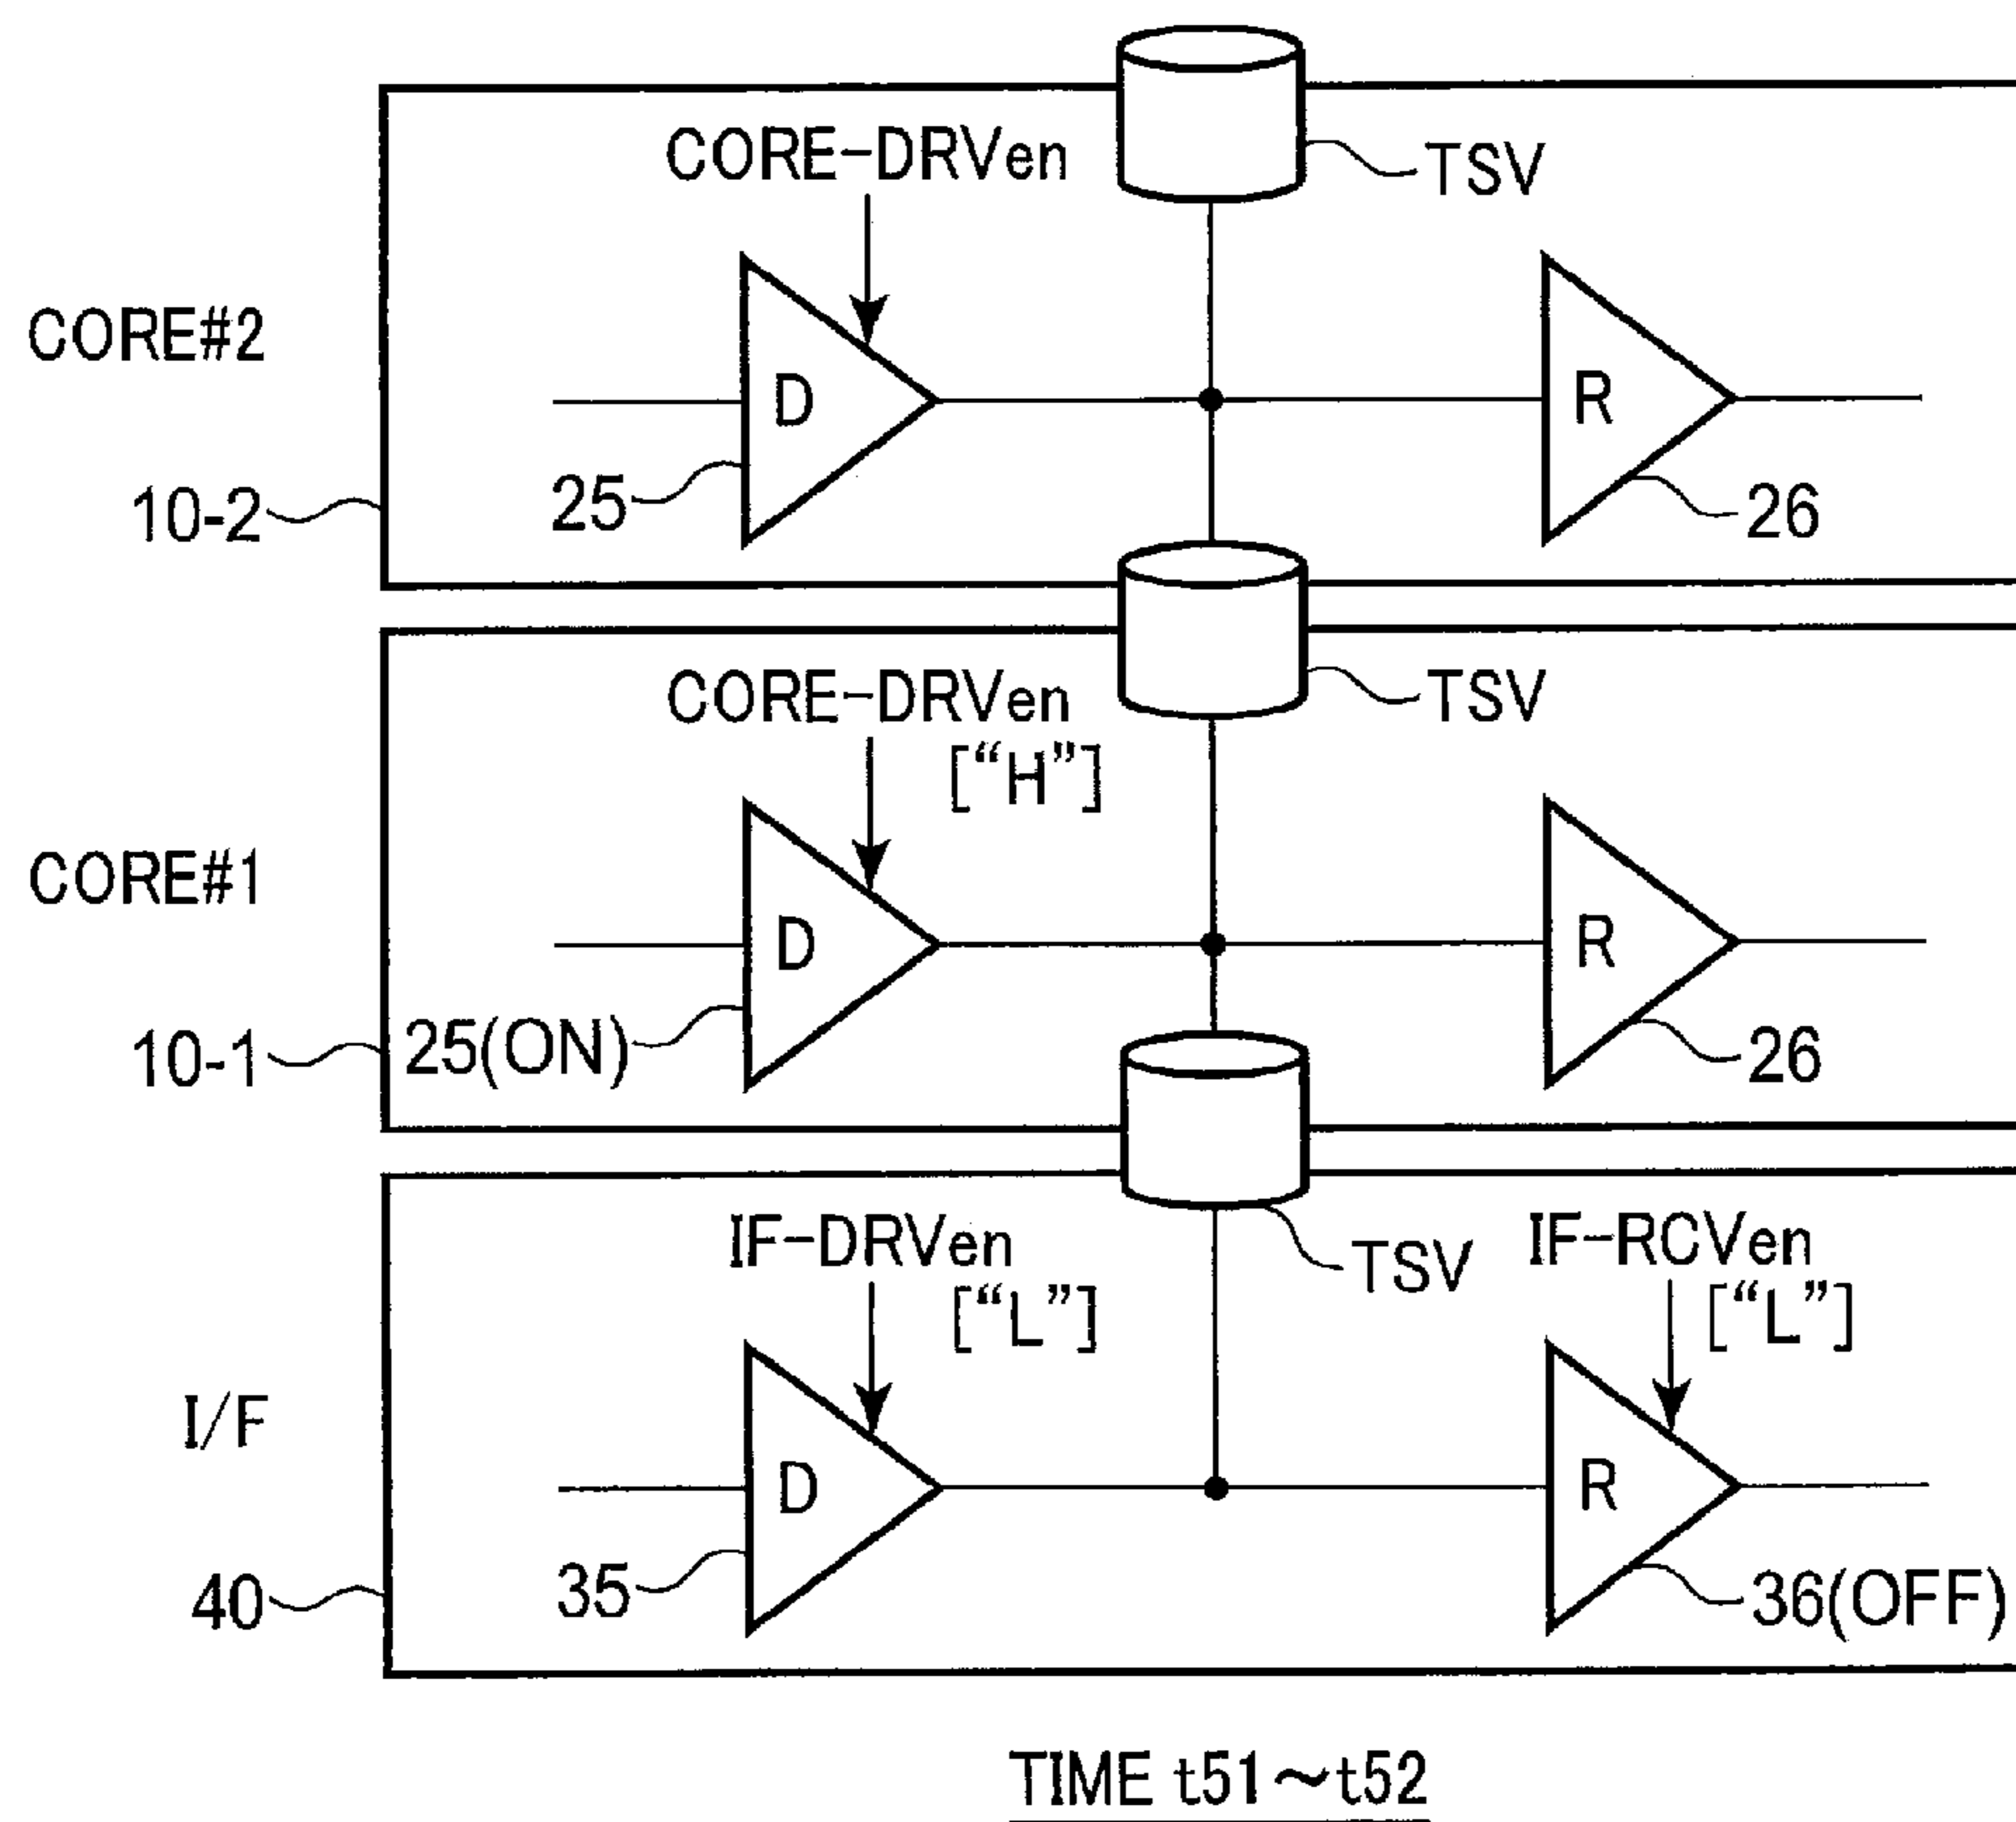 CORE-DRVen
TSV
CORE#2
D
R
25
26
10-2
CORE-DRVen
["H"]
TSV
CORE#1
D
R
25(ON)
26
10-1
IF-DRVen
["L"]
TSV
IF-RCVen
["L"]
I/F
D
R
35
36(OFF)
40
TIME t51~t52